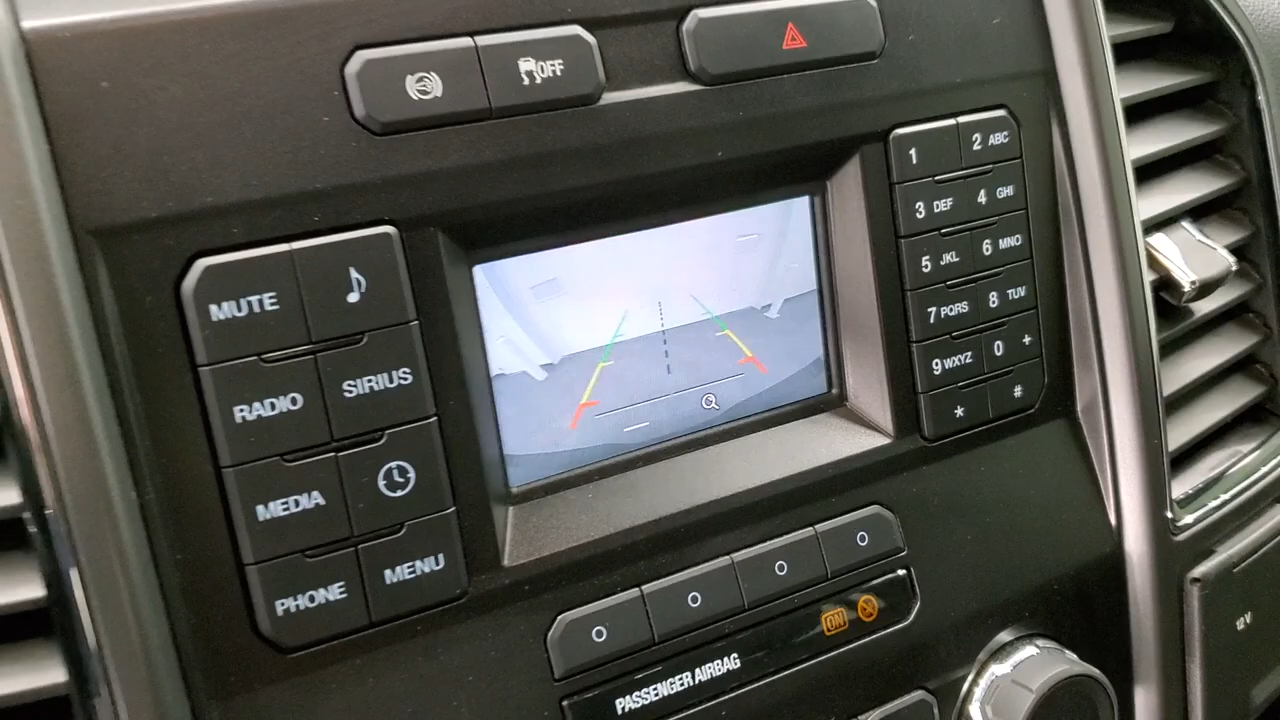 OFF
MUTE
RADIO SIRIUS
MEDIA
PHONE MENU
1 2 ABC
3 DEF 4 GHI
5 JKL 6 MNO
7 PQRS 8 TUV
9 WXYZ 0 +
* #
ON
PASSENGER AIRBAG
12V